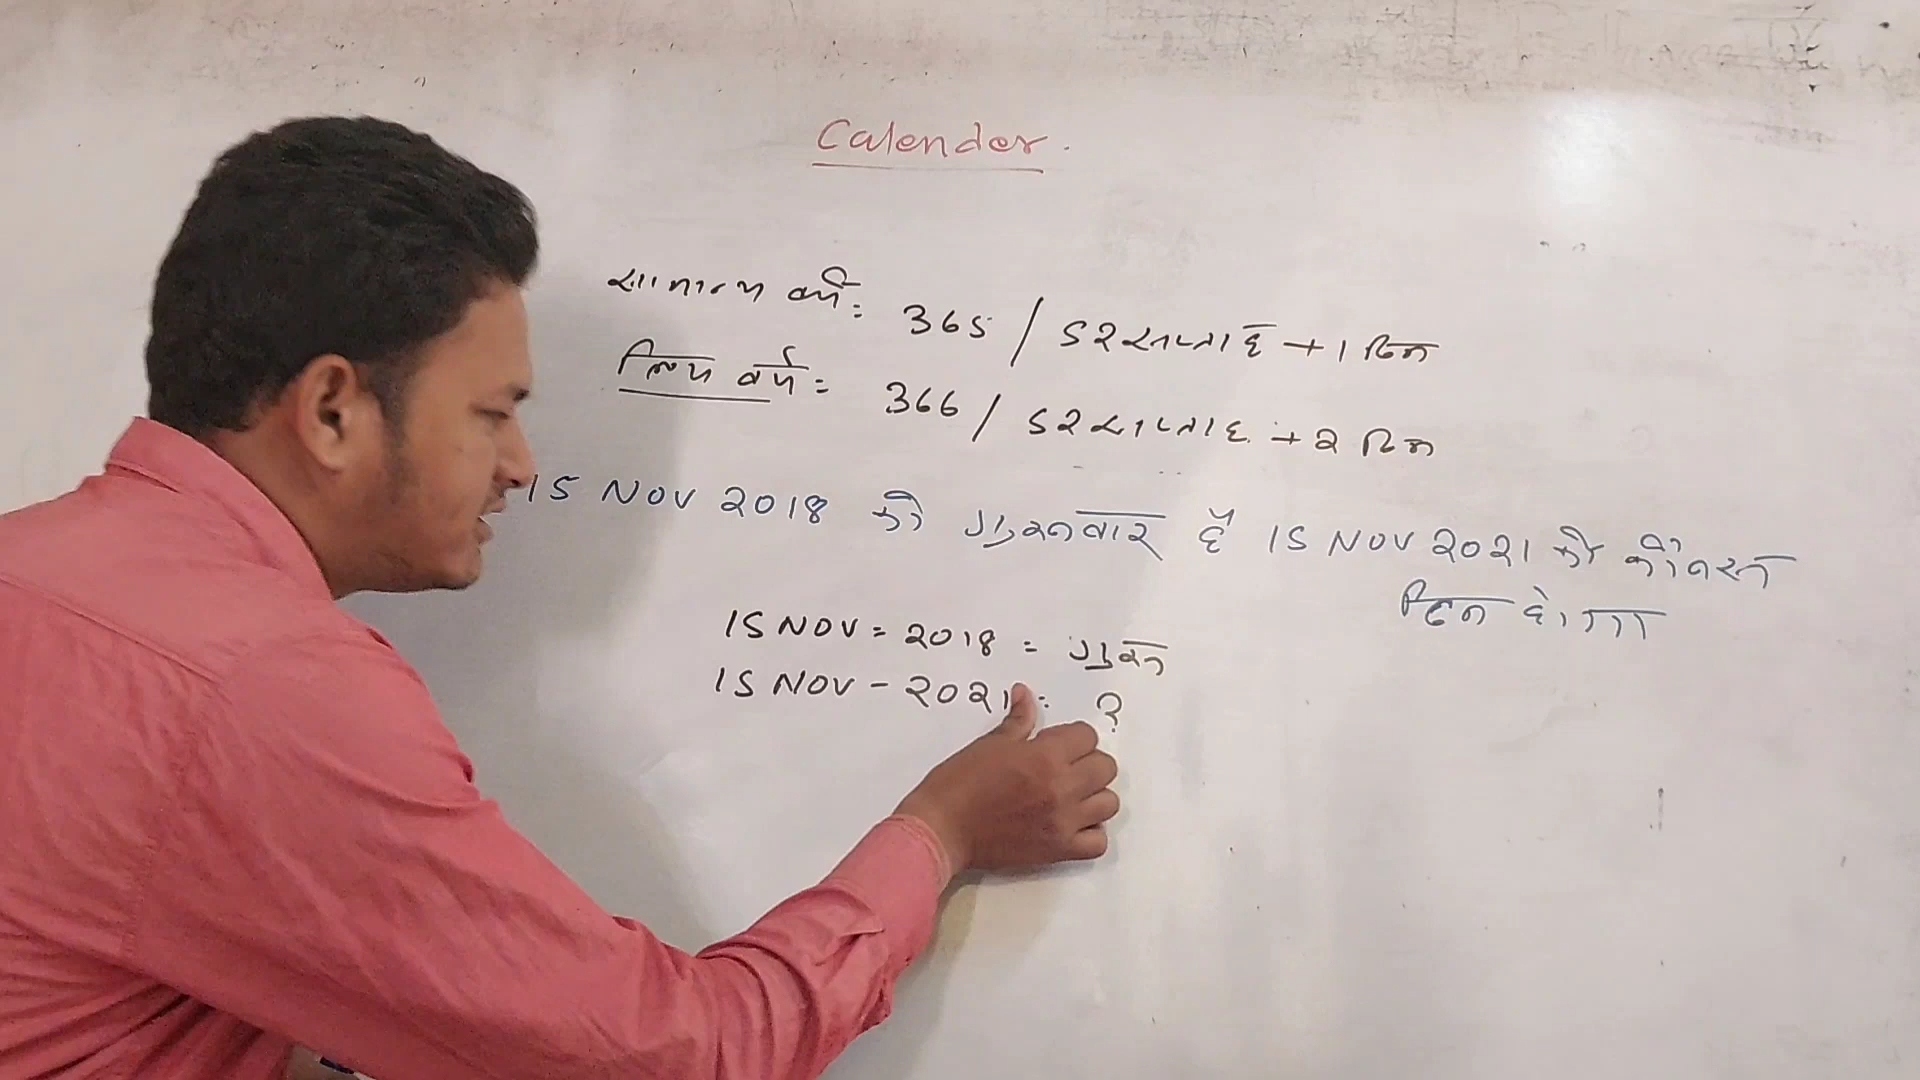 Calender.
सामान्य वर्ष = 365 / 52 सप्ताह + 1 दिन
लिप वर्ष = 366 / 52 सप्ताह + 2 दिन
15 NOV 2018 को शुक्रवार है 15 NOV 2021 को कौनसा
दिन होगा
15 NOV = 2018 = शुक्र
15 NOV - 2021 = ?